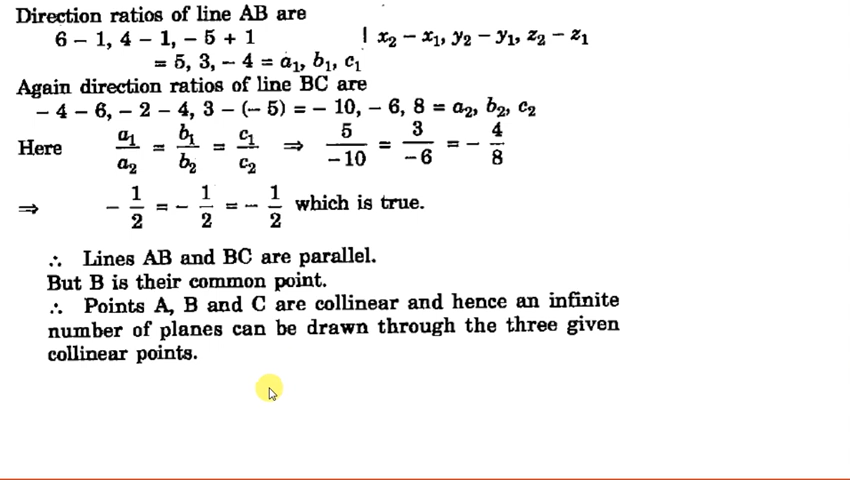 Direction ratios of line AB are
6 – 1, 4 – 1, – 5 + 1 | x₂ – x₁, y₂ – y₁, z₂ – z₁
= 5, 3, – 4 = a₁, b₁, c₁
Again direction ratios of line BC are
– 4 – 6, – 2 – 4, 3 – (– 5) = – 10, – 6, 8 = a₂, b₂, c₂
Here a₁/a₂ = b₁/b₂ = c₁/c₂ ⇒ 5/–10 = 3/–6 = – 4/8
⇒ – 1/2 = – 1/2 = – 1/2 which is true.
∴ Lines AB and BC are parallel.
But B is their common point.
∴ Points A, B and C are collinear and hence an infinite
number of planes can be drawn through the three given
collinear points.